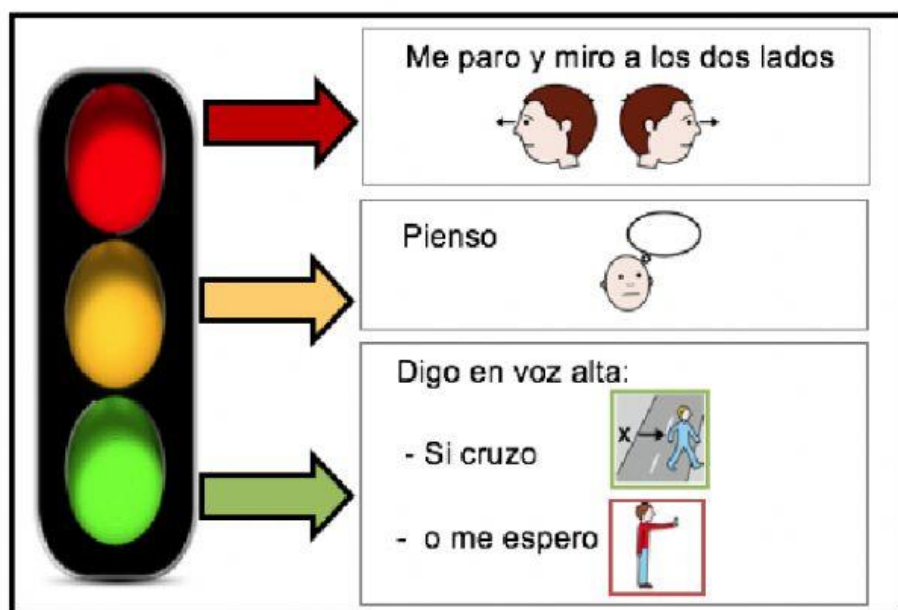 Me paro y miro a los dos lados
Pienso
Digo en voz alta:
- Si cruzo
x
- o me espero